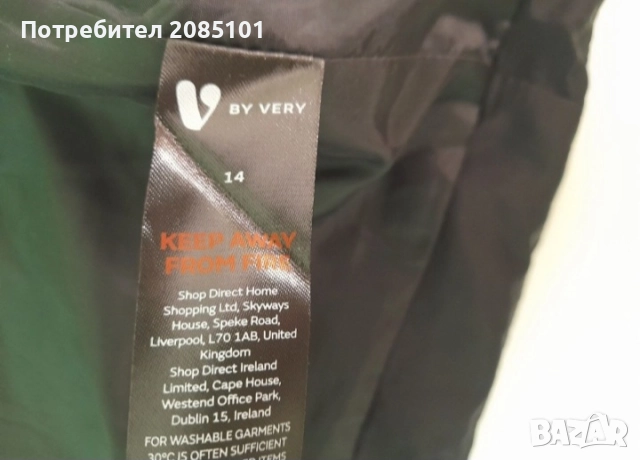 Потребител 2085101
V BY VERY
14
KEEP AWAY
FROM FIRE
Shop Direct Home
Shopping Ltd, Skyways
House, Speke Road,
Liverpool, L70 1AB, United
Kingdom
Shop Direct Ireland
Limited, Cape House,
Westend Office Park,
Dublin 15, Ireland
FOR WASHABLE GARMENTS
30°C IS OFTEN SUFFICIENT
ITEMS
bazar